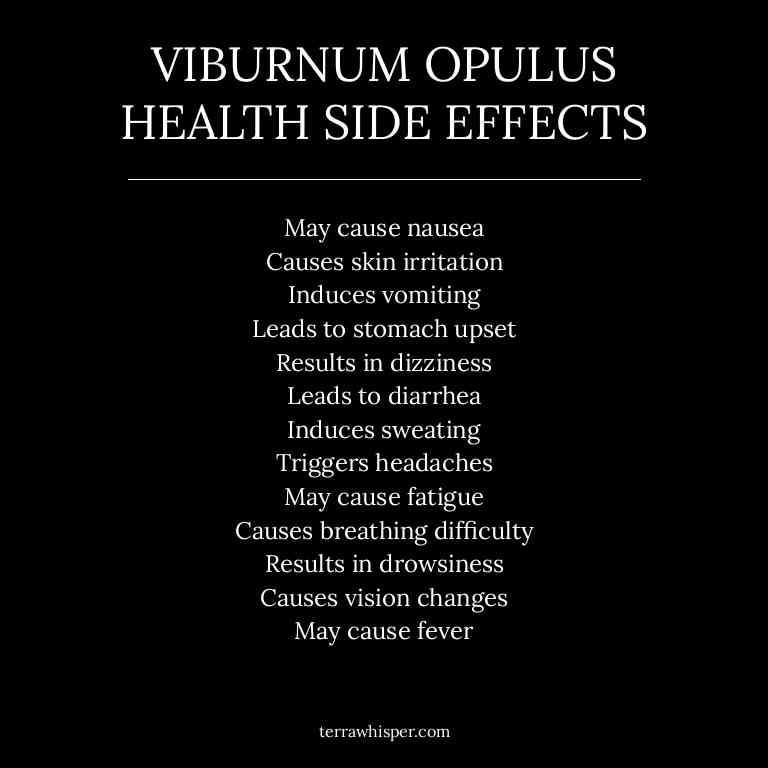 VIBURNUM OPULUS
HEALTH SIDE EFFECTS
May cause nausea
Causes skin irritation
Induces vomiting
Leads to stomach upset
Results in dizziness
Leads to diarrhea
Induces sweating
Triggers headaches
May cause fatigue
Causes breathing difficulty
Results in drowsiness
Causes vision changes
May cause fever
terrawhisper.com